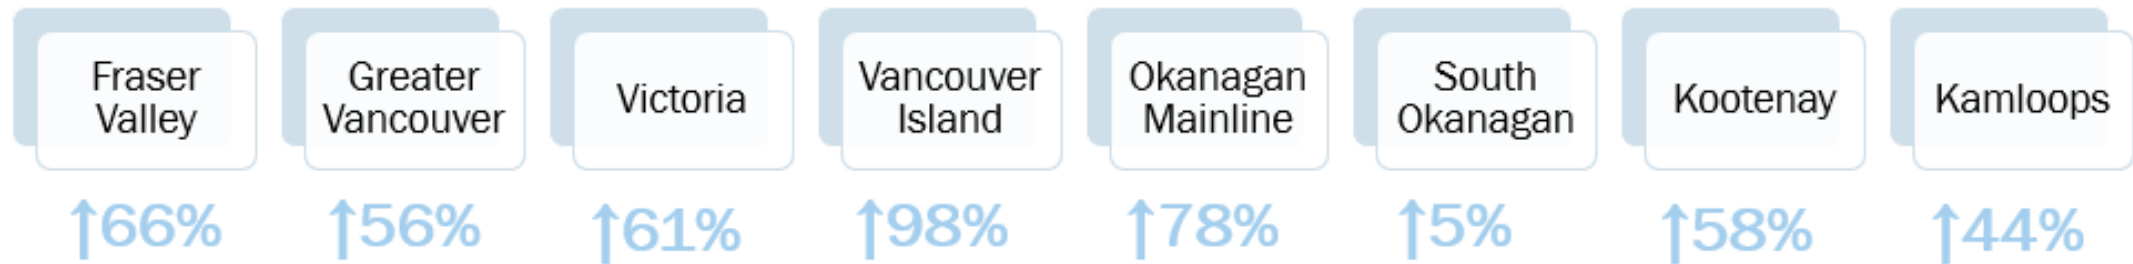 Fraser
Valley
Greater
Vancouver
Victoria
Vancouver
Island
Okanagan
Mainline
South
Okanagan
Kootenay
Kamloops
↑66%
↑56%
↑61%
↑98%
↑78%
↑5%
↑58%
↑44%